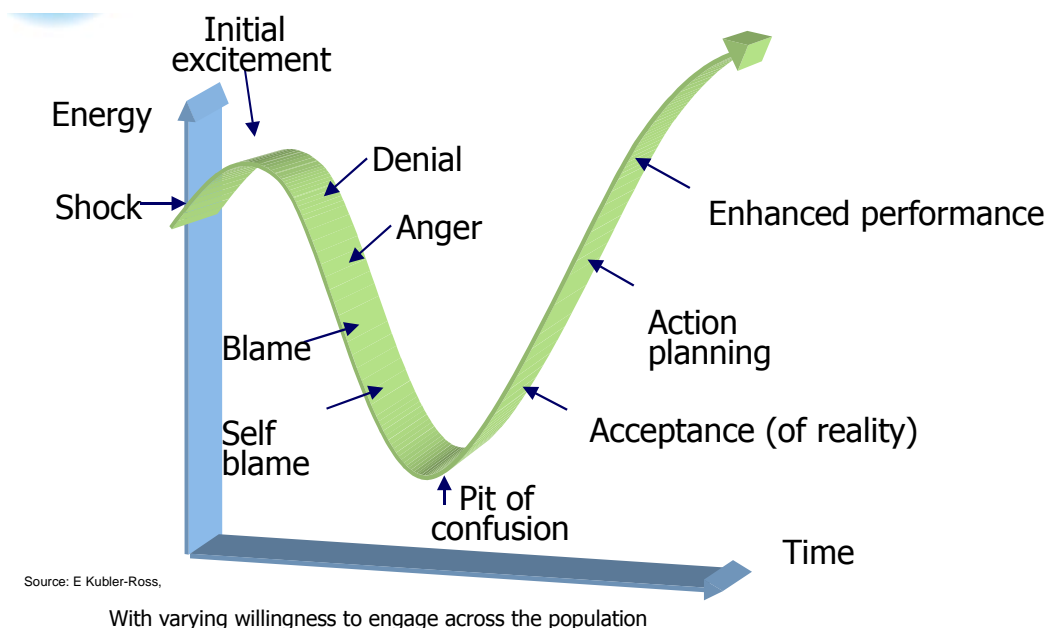 Initial
excitement
Energy
Denial
Shock
Anger
Enhanced performance
Blame
Action
planning
Self
blame
Acceptance (of reality)
Pit of
confusion
Time
Source: E Kubler-Ross,
With varying willingness to engage across the population